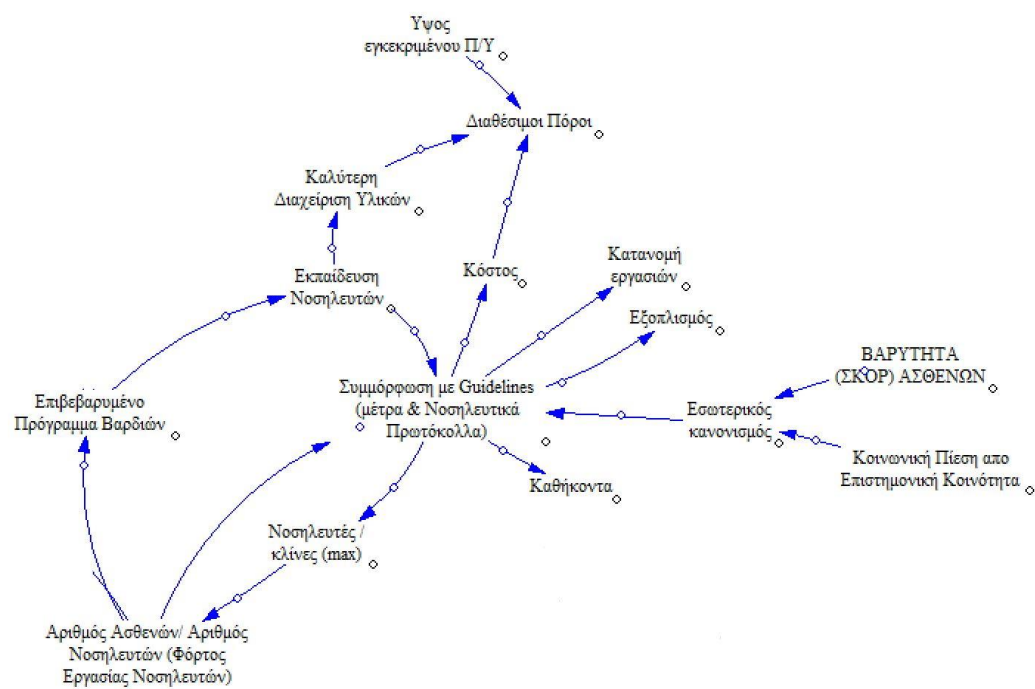 Υψος
εγκεκριμένου Π/Υ
Διαθέσιμοι Πόροι
Καλύτερη
Διαχείριση Υλικών
Εκπαίδευση
Νοσηλευτών
Κόστος
Κατανομή
εργασιών
Εξοπλισμός
ΒΑΡΥΤΗΤΑ
(ΣΚΟΡ) ΑΣΘΕΝΩΝ
Επιβεβαρυμένο
Πρόγραμμα Βαρδιών
Συμμόρφωση με Guidelines
(μέτρα & Νοσηλευτικά
Πρωτόκολλα)
Εσωτερικός
κανονισμός
Κοινωνική Πίεση απο
Επιστημονική Κοινότητα
Καθήκοντα
Νοσηλευτές /
κλίνες (max)
Αριθμός Ασθενών/ Αριθμός
Νοσηλευτών (Φόρτος
Εργασίας Νοσηλευτών)